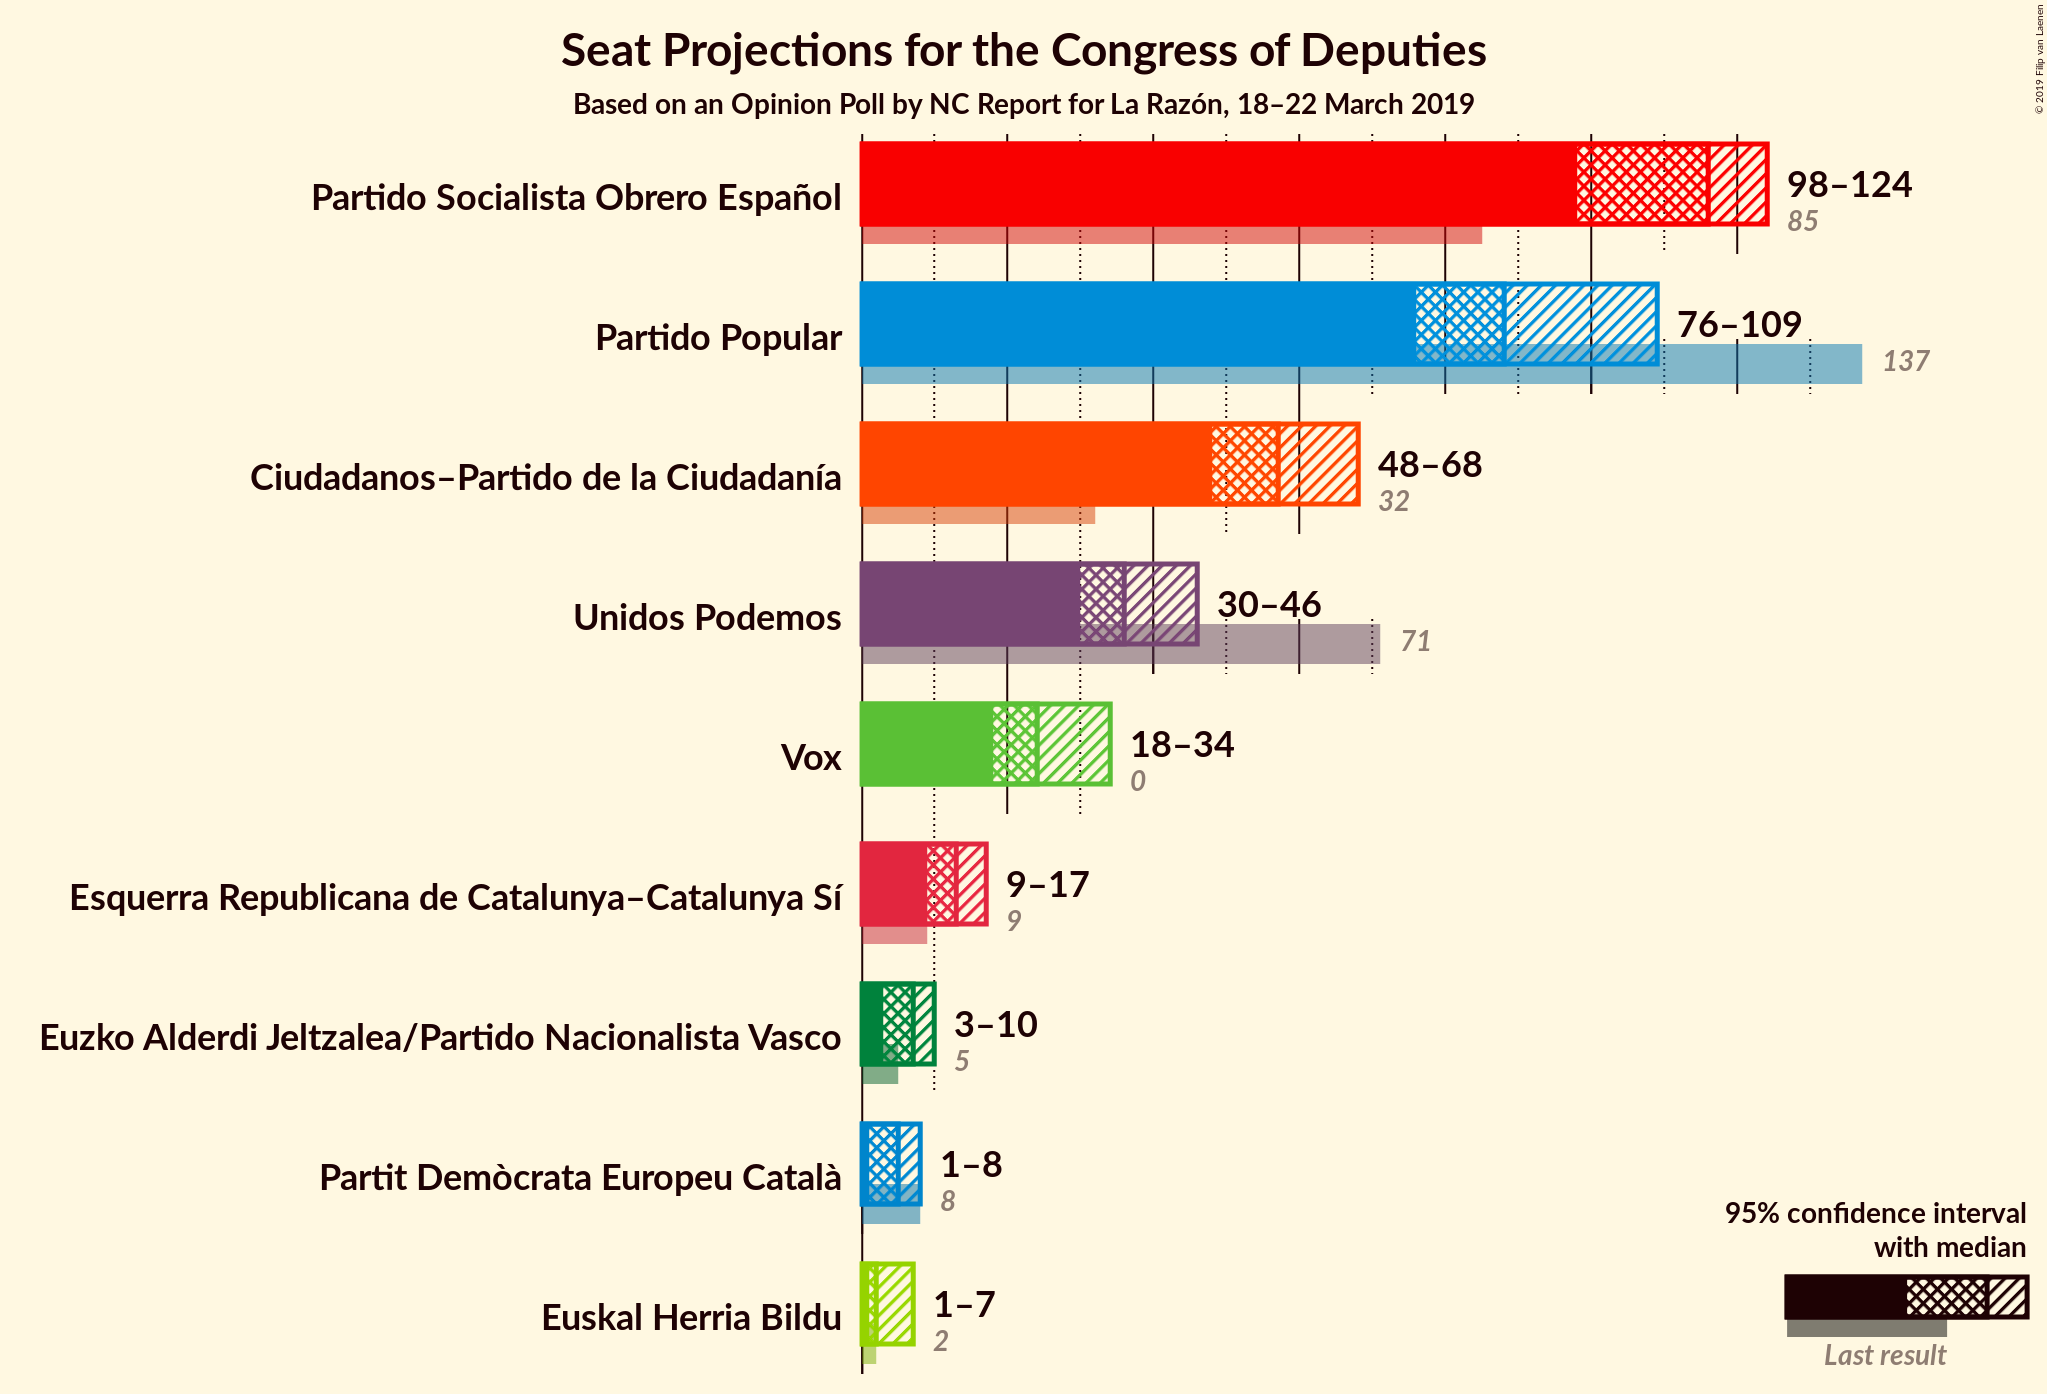 Seat Projections for the Congress of Deputies
Based on an Opinion Poll by NC Report for La Razón, 18–22 March 2019
© 2019 Filip van Laenen
Partido Socialista Obrero Español
98–124
85
Partido Popular
76–109
137
Ciudadanos–Partido de la Ciudadanía
48–68
32
Unidos Podemos
30–46
71
Vox
18–34
0
Esquerra Republicana de Catalunya–Catalunya Sí
9–17
9
Euzko Alderdi Jeltzalea/Partido Nacionalista Vasco
3–10
5
Partit Demòcrata Europeu Català
1–8
8
Euskal Herria Bildu
1–7
2
95% confidence interval
with median
Last result